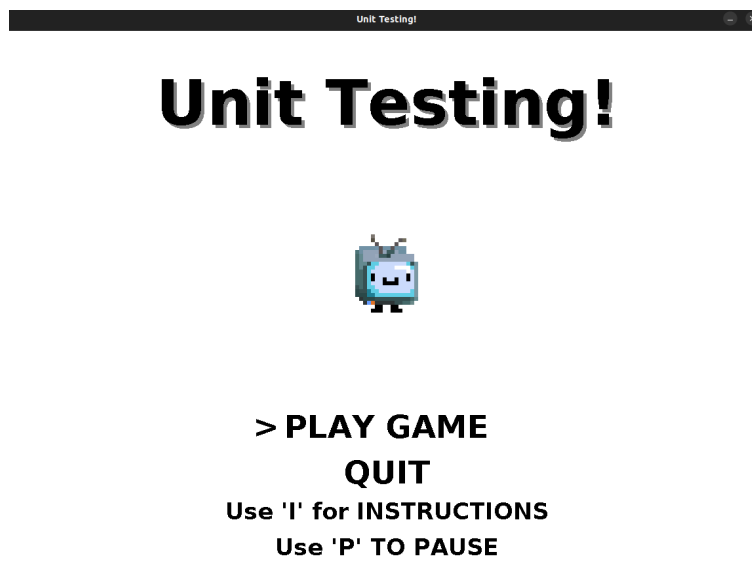 Unit Testing!
Unit Testing!
> PLAY GAME
QUIT
Use 'I' for INSTRUCTIONS
Use 'P' TO PAUSE